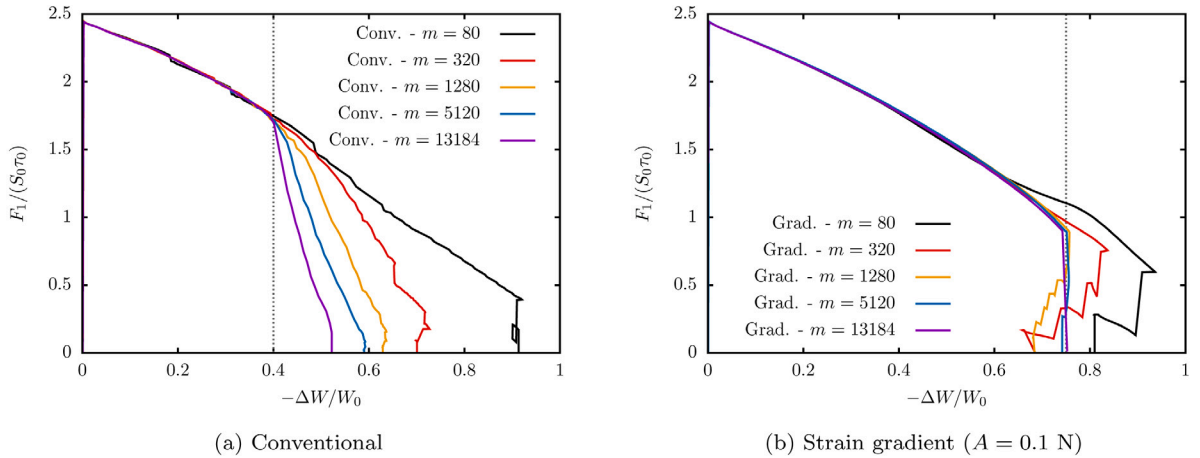 2.5
2
1.5
1
0.5
0
0
0.2
0.4
0.6
0.8
1
F₁/(S₀τ₀)
−ΔW/W₀
Conv. - m = 80
Conv. - m = 320
Conv. - m = 1280
Conv. - m = 5120
Conv. - m = 13184
(a) Conventional
2.5
2
1.5
1
0.5
0
0
0.2
0.4
0.6
0.8
1
F₁/(S₀τ₀)
−ΔW/W₀
Grad. - m = 80
Grad. - m = 320
Grad. - m = 1280
Grad. - m = 5120
Grad. - m = 13184
(b) Strain gradient (A = 0.1 N)